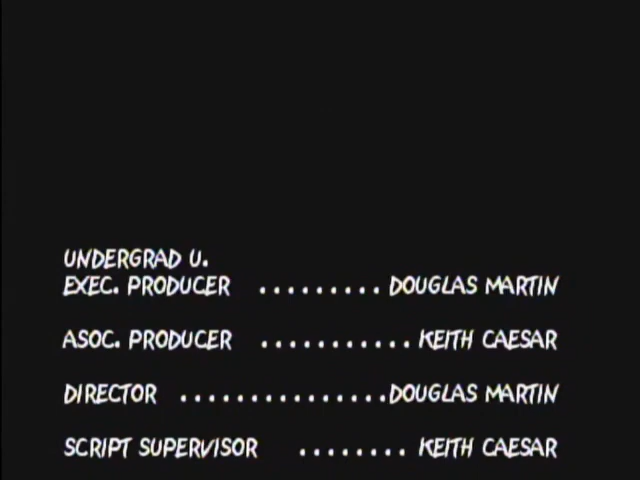 UNDERGRAD U.
EXEC. PRODUCER ......... DOUGLAS MARTIN
ASOC. PRODUCER ........... KEITH CAESAR
DIRECTOR ...............DOUGLAS MARTIN
SCRIPT SUPERVISOR ........ KEITH CAESAR